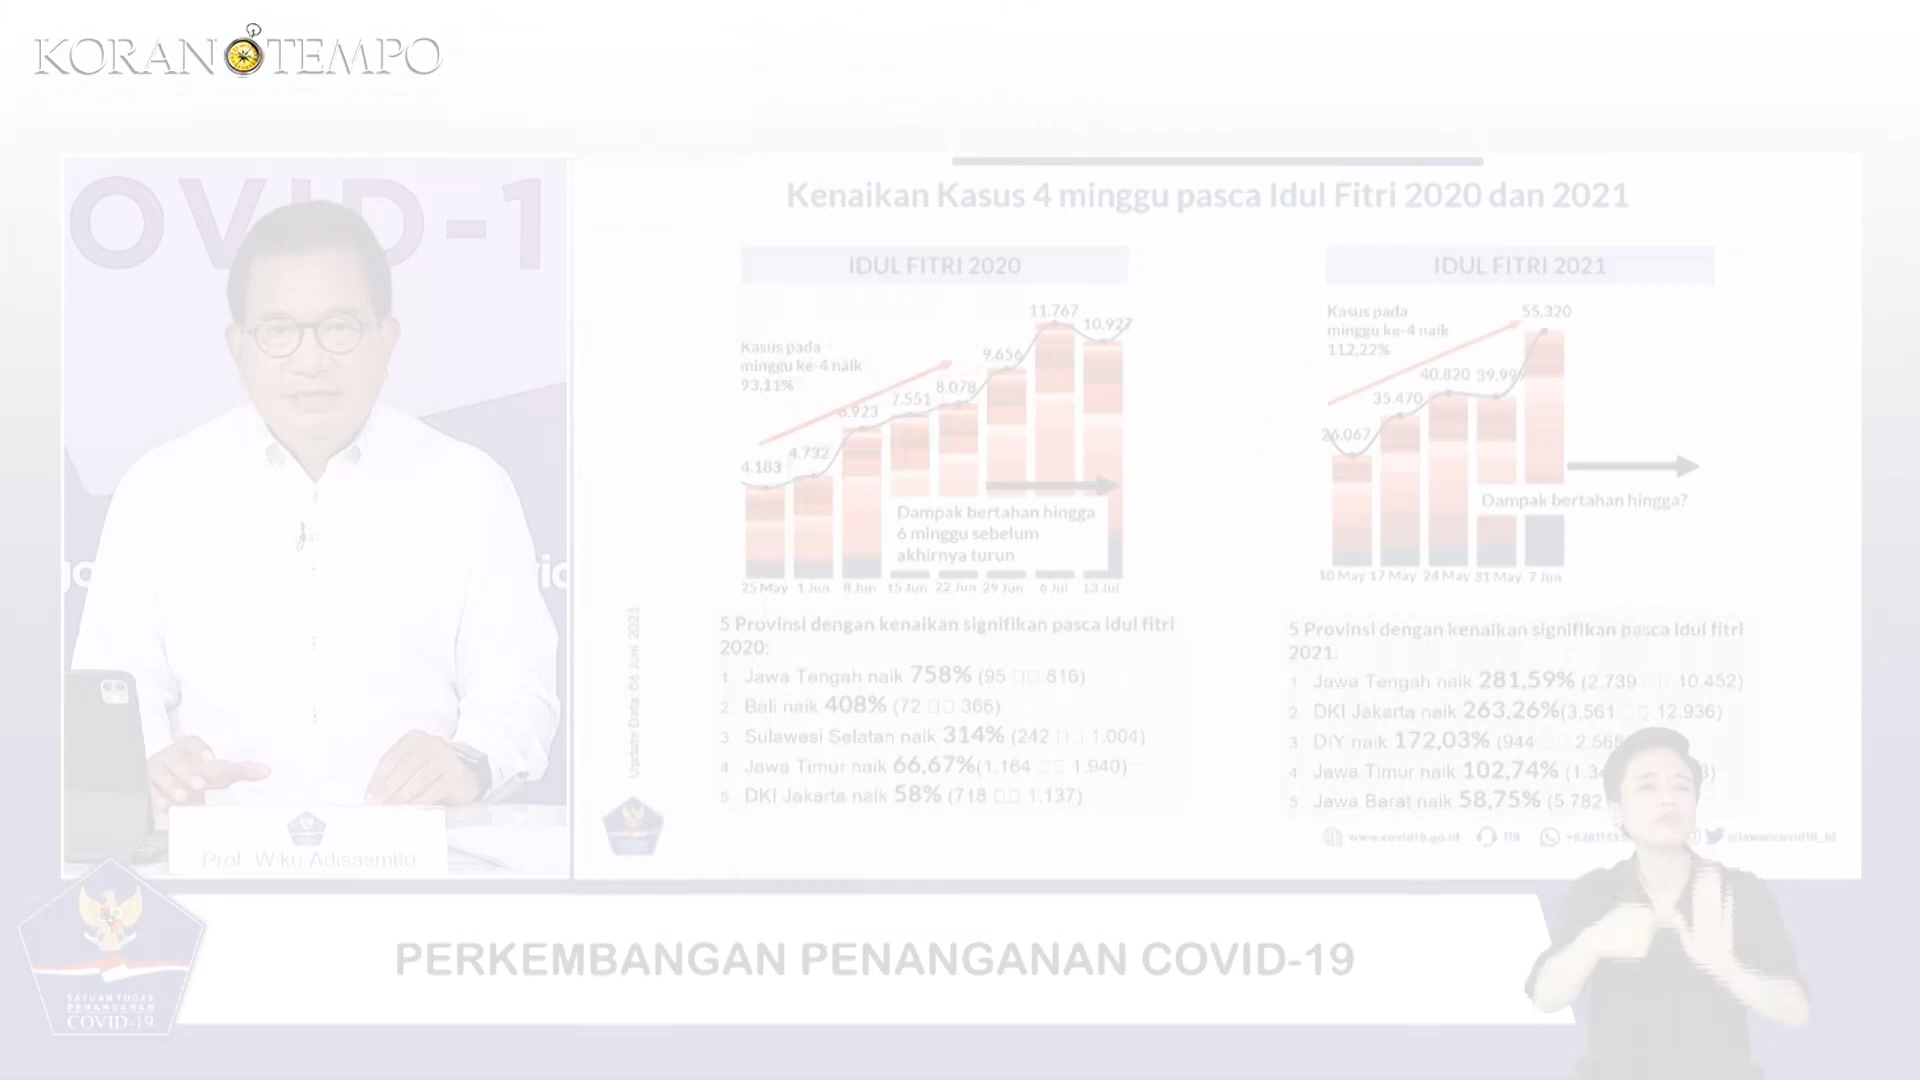 KORAN TEMPO
OVID-1
Kenaikan Kasus 4 minggu pasca Idul Fitri 2020 dan 2021
IDUL FITRI 2020
Kasus pada
minggu ke-4 naik
93,11%
4.183
4.732
6.923
7.551
8.078
9.656
11.767
10.927
Dampak bertahan hingga
6 minggu sebelum
akhirnya turun
25 May 1 Jun 8 Jun 15 Jun 22 Jun 29 Jun 6 Jul 13 Jul
5 Provinsi dengan kenaikan signifikan pasca idul fitri
2020:
1. Jawa Tengah naik 758% (95 □□ 816)
2. Bali naik 408% (72 □□ 366)
3. Sulawesi Selatan naik 314% (242 □□ 1.004)
4. Jawa Timur naik 66,67%(1.164 □□ 1.940)
5. DKI Jakarta naik 58% (718 □□ 1.137)
IDUL FITRI 2021
Kasus pada
minggu ke-4 naik
112,22%
26.067
35.470
40.820
55.320
Dampak bertahan hingga?
10 May 17 May 24 May 31 May 7 Jun
5 Provinsi dengan kenaikan signifikan pasca Idul fitri
2021:
1. Jawa Tengah naik 281,59% (2.739 □□ 10.452)
2. DKI Jakarta naik 263,26%(3.561 □□ 12.936)
3. DIY naik 172,03% (944 □□ 2.568
4. Jawa Timur naik 102,74%
5. Jawa Barat naik 58,75% (5.782
www.covid19.go.id 119 @lawancovid19_id
Prof. Wiku Adisasmito
SATUAN TUGAS
PENANGANAN
COVID-19
PERKEMBANGAN PENANGANAN COVID-19